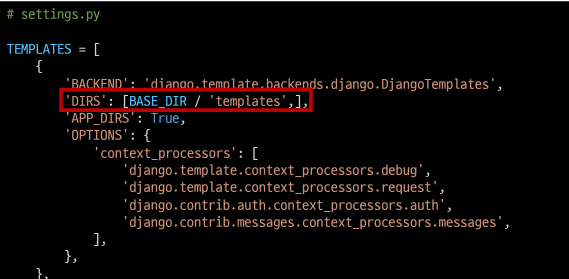 # settings.py
TEMPLATES = [
{
'BACKEND': 'django.template.backends.django.DjangoTemplates',
'DIRS': [BASE_DIR / 'templates',],
'APP_DIRS': True,
'OPTIONS': {
'context_processors': [
'django.template.context_processors.debug',
'django.template.context_processors.request',
'django.contrib.auth.context_processors.auth',
'django.contrib.messages.context_processors.messages',
],
},
},